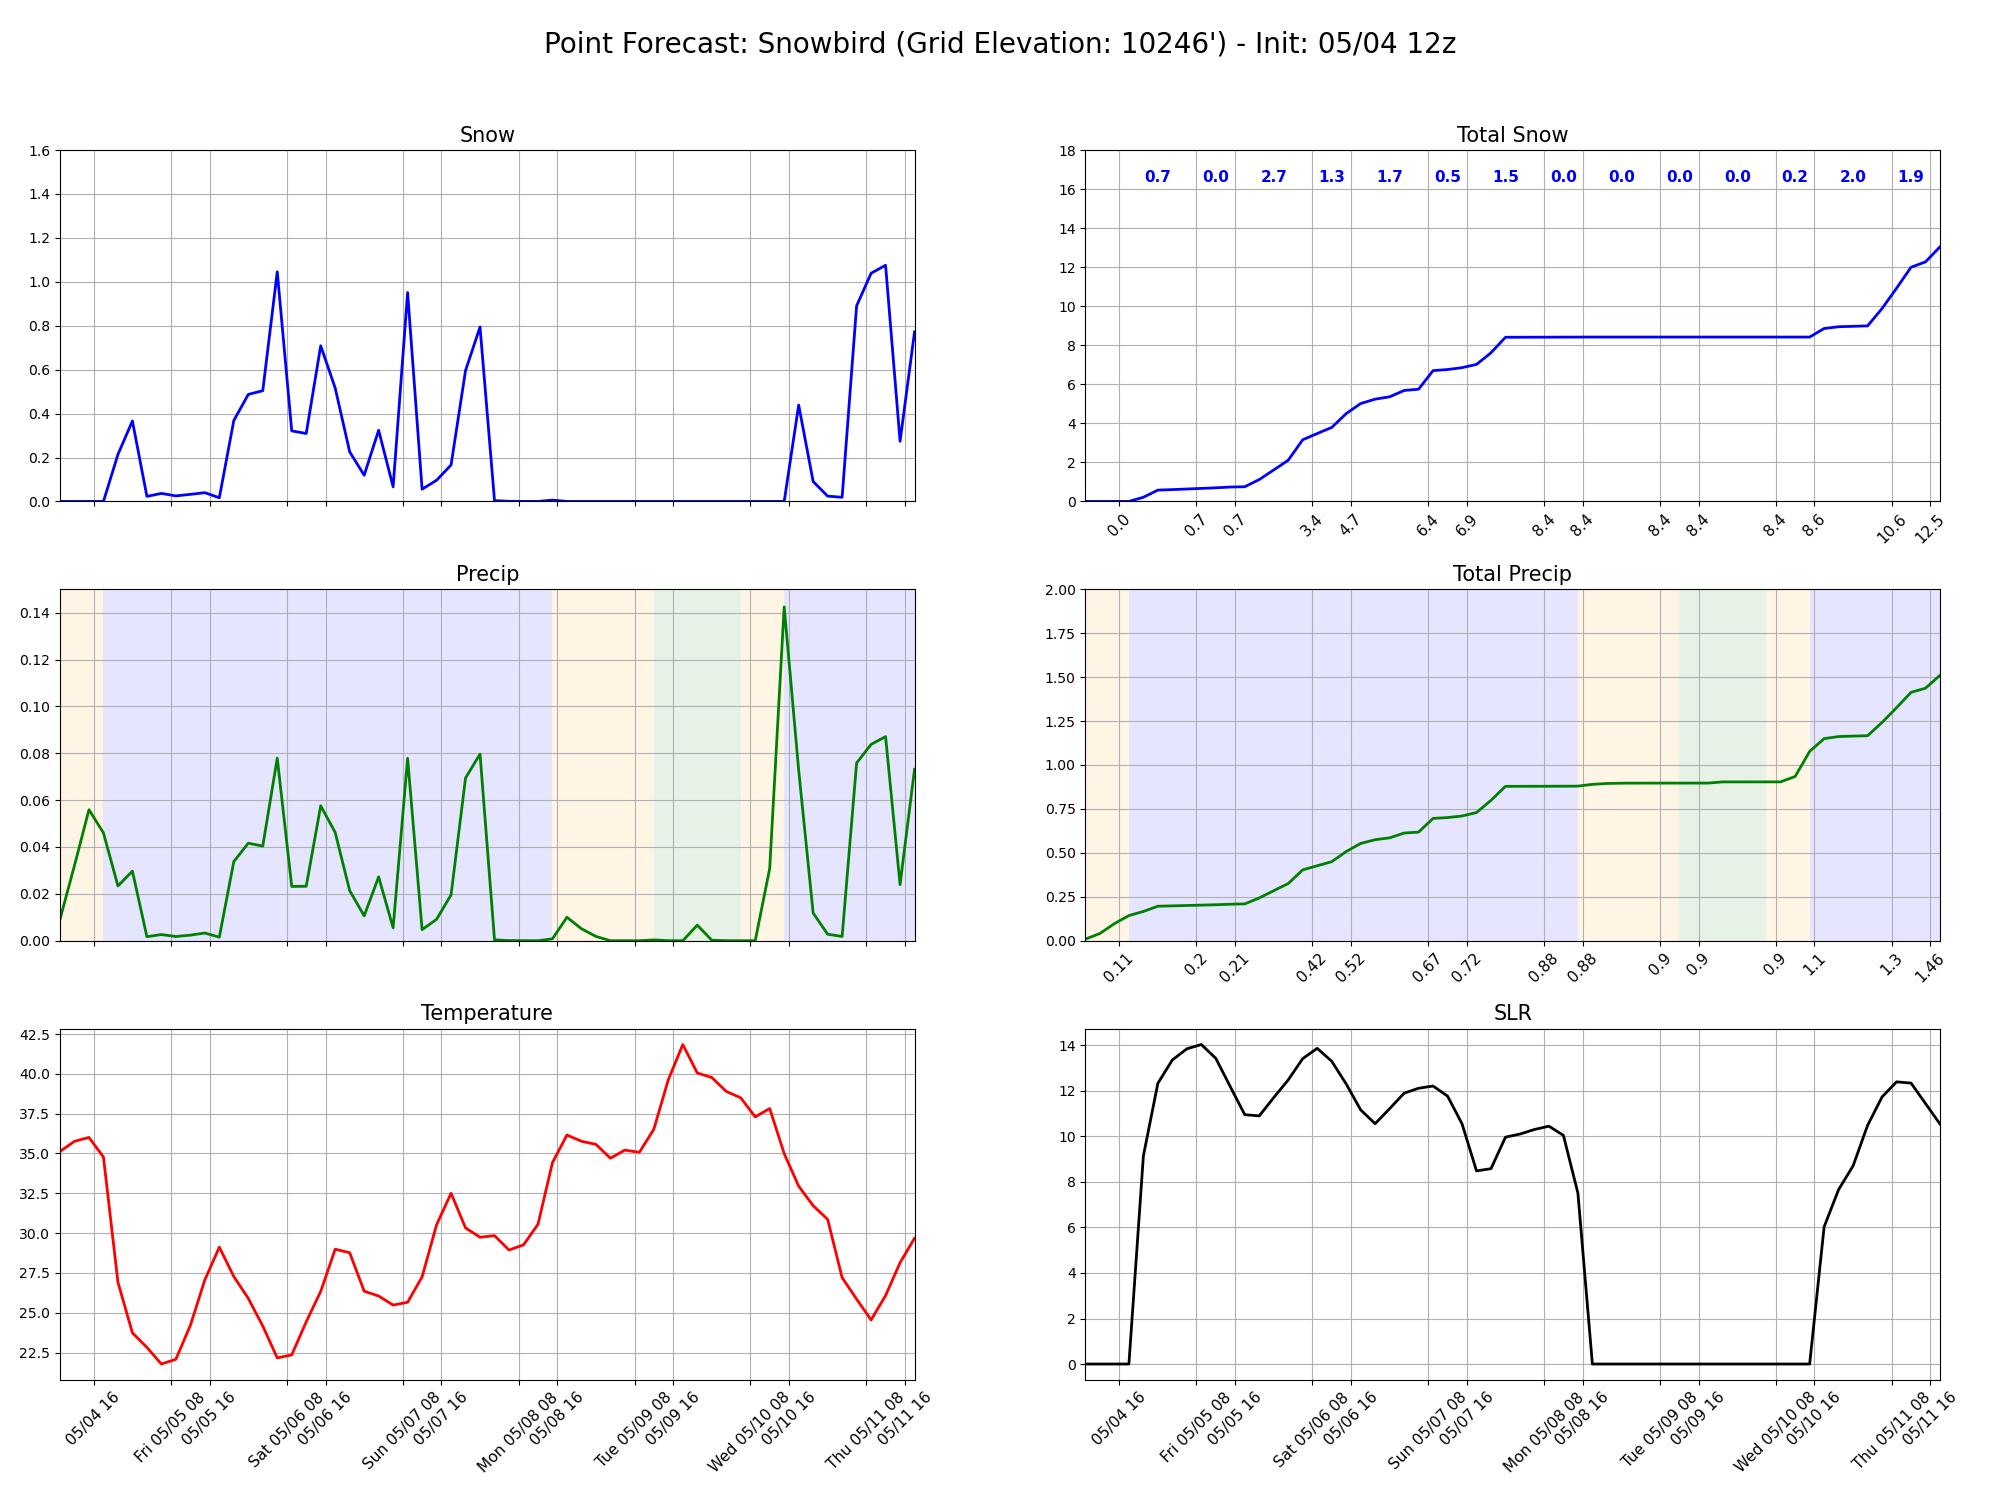 Point Forecast: Snowbird (Grid Elevation: 10246') - Init: 05/04 12z
Snow
1.6
1.4
1.2
1.0
0.8
0.6
0.4
0.2
0.0
Total Snow
18
16
14
12
10
8
6
4
2
0
0.7 0.0 2.7 1.3 1.7 0.5 1.5 0.0 0.0 0.0 0.0 0.2 2.0 1.9
0.0 0.7 0.7 3.4 4.7 6.4 6.9 8.4 8.4 8.4 8.4 8.4 8.6 10.6 12.5
Precip
0.14
0.12
0.10
0.08
0.06
0.04
0.02
0.00
Total Precip
2.00
1.75
1.50
1.25
1.00
0.75
0.50
0.25
0.00
0.11 0.2 0.21 0.42 0.52 0.67 0.72 0.88 0.88 0.9 0.9 0.9 1.1 1.3 1.46
Temperature
42.5
40.0
37.5
35.0
32.5
30.0
27.5
25.0
22.5
05/04 16
Fri 05/05 08
05/05 16
Sat 05/06 08
05/06 16
Sun 05/07 08
05/07 16
Mon 05/08 08
05/08 16
Tue 05/09 08
05/09 16
Wed 05/10 08
05/10 16
Thu 05/11 08
05/11 16
SLR
14
12
10
8
6
4
2
0
05/04 16
Fri 05/05 08
05/05 16
Sat 05/06 08
05/06 16
Sun 05/07 08
05/07 16
Mon 05/08 08
05/08 16
Tue 05/09 08
05/09 16
Wed 05/10 08
05/10 16
Thu 05/11 08
05/11 16